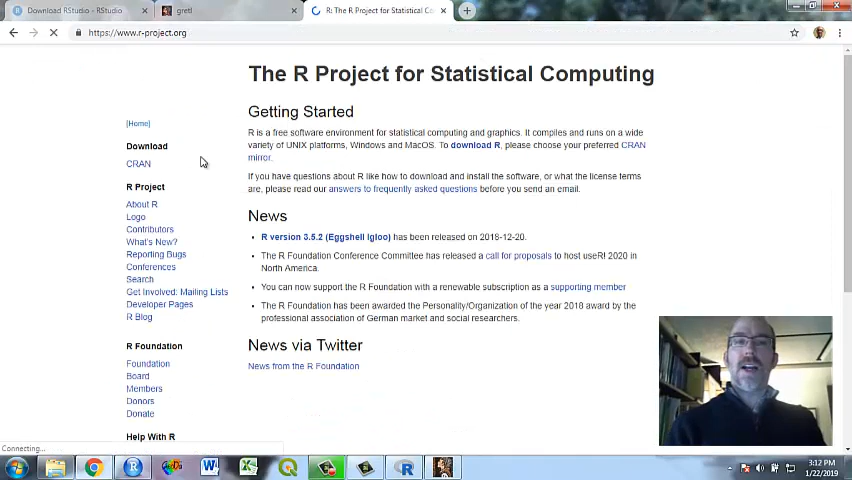 Download RStudio - RStudio
gretl
R: The R Project for Statistical Co
https://www.r-project.org
The R Project for Statistical Computing
[Home]
Download
CRAN
R Project
About R
Logo
Contributors
What's New?
Reporting Bugs
Conferences
Search
Get Involved: Mailing Lists
Developer Pages
R Blog
R Foundation
Foundation
Board
Members
Donors
Donate
Help With R
Getting Started
R is a free software environment for statistical computing and graphics. It compiles and runs on a wide
variety of UNIX platforms, Windows and MacOS. To download R, please choose your preferred CRAN
mirror.
If you have questions about R like how to download and install the software, or what the license terms
are, please read our answers to frequently asked questions before you send an email.
News
R version 3.5.2 (Eggshell Igloo) has been released on 2018-12-20.
The R Foundation Conference Committee has released a call for proposals to host useR! 2020 in
North America.
You can now support the R Foundation with a renewable subscription as a supporting member
The R Foundation has been awarded the Personality/Organization of the year 2018 award by the
professional association of German market and social researchers.
News via Twitter
News from the R Foundation
Connecting...
3:12 PM
1/22/2019